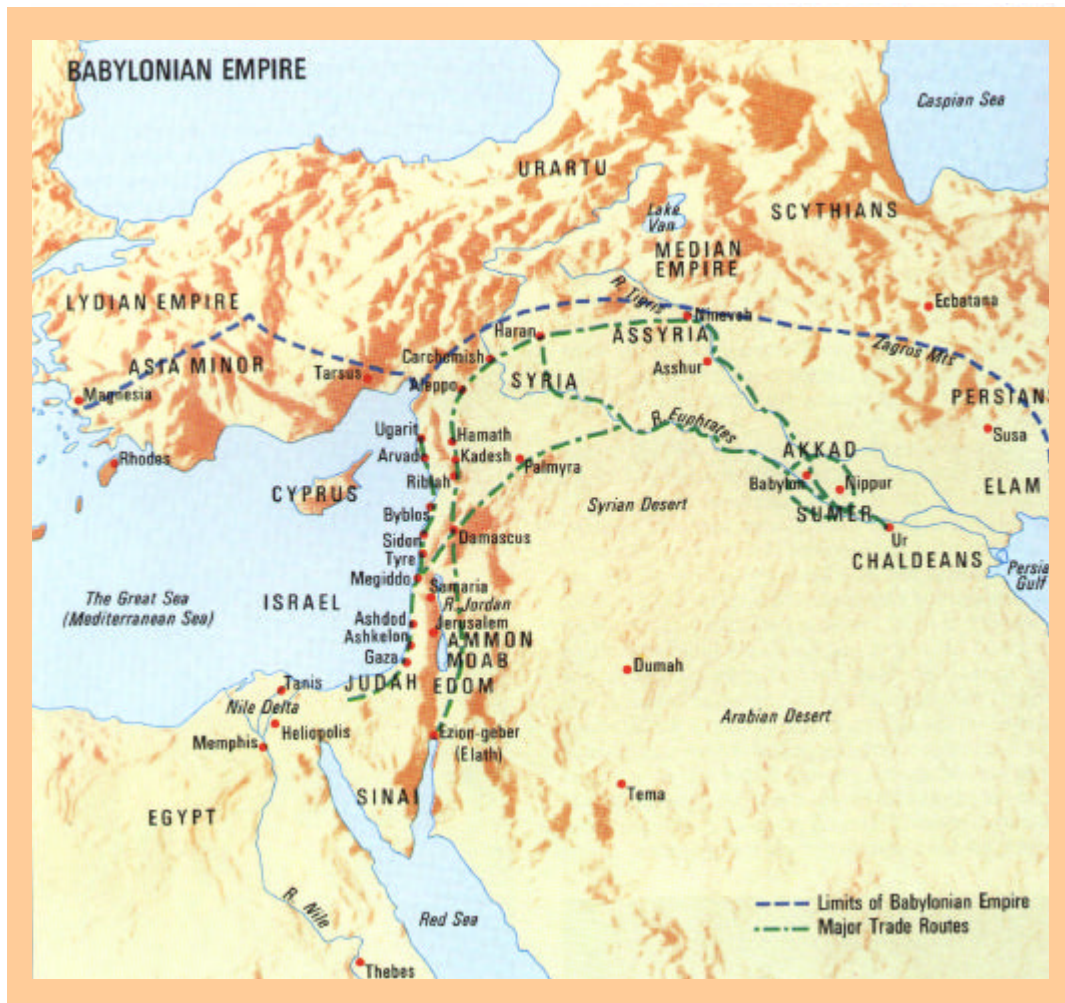 BABYLONIAN EMPIRE
Caspian Sea
URARTU
Lake
Van
SCYTHIANS
MEDIAN
EMPIRE
LYDIAN EMPIRE
R. Tigris
Ecbatana
Nineveh
Haran
ASSYRIA
Zagros Mts
ASIA MINOR
Carchemish
Tarsus
Aleppo
SYRIA
Asshur
Magnesia
PERSIANS
Ugarit
R. Euphrates
Hamath
Susa
Rhodes
Arvad
Kadesh
Palmyra
AKKAD
Riblah
Babylon
Nippur
ELAM
CYPRUS
Syrian Desert
Byblos
SUMER
Sidon
Damascus
Ur
Tyre
CHALDEANS
Persia
Gulf
Megiddo
Samaria
The Great Sea
(Mediterranean Sea)
ISRAEL
R. Jordan
Ashdod
Jerusalem
Ashkelon
AMMON
Gaza
MOAB
Dumah
Tanis
JUDAH
EDOM
Nile Delta
Heliopolis
Arabian Desert
Memphis
Ezion-geber
(Elath)
SINAI
Tema
EGYPT
R. Nile
Red Sea
Limits of Babylonian Empire
Major Trade Routes
Thebes